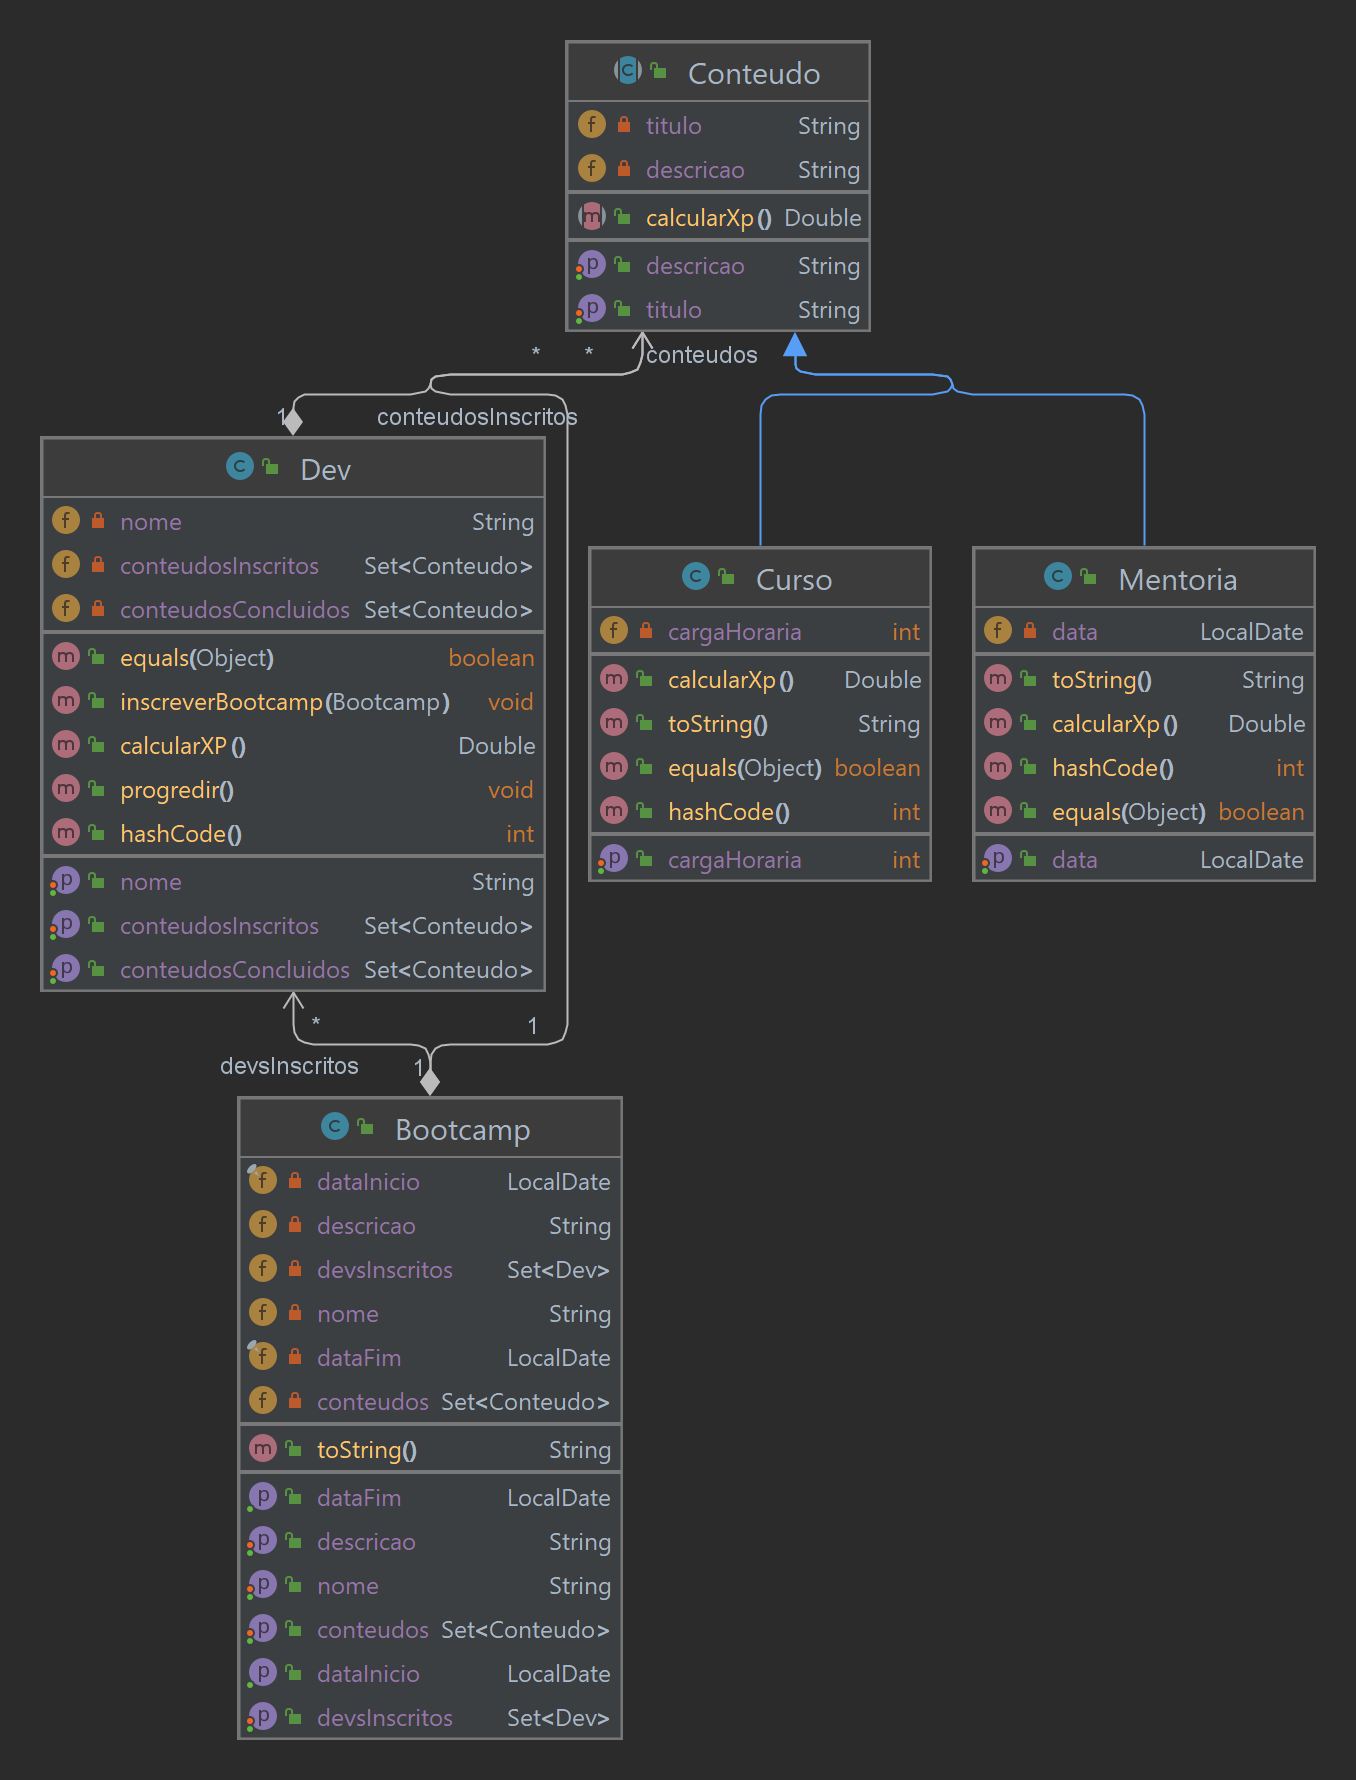 Conteudo
titulo String
descricao String
calcularXp() Double
descricao String
titulo String
* * conteudos
1 conteudosInscritos
Dev
nome String
conteudosInscritos Set<Conteudo>
conteudosConcluidos Set<Conteudo>
equals(Object) boolean
inscreverBootcamp(Bootcamp) void
calcularXP() Double
progredir() void
hashCode() int
nome String
conteudosInscritos Set<Conteudo>
conteudosConcluidos Set<Conteudo>
Curso
cargaHoraria int
calcularXp() Double
toString() String
equals(Object) boolean
hashCode() int
cargaHoraria int
Mentoria
data LocalDate
toString() String
calcularXp() Double
hashCode() int
equals(Object) boolean
data LocalDate
* 1
devsInscritos 1
Bootcamp
dataInicio LocalDate
descricao String
devsInscritos Set<Dev>
nome String
dataFim LocalDate
conteudos Set<Conteudo>
toString() String
dataFim LocalDate
descricao String
nome String
conteudos Set<Conteudo>
dataInicio LocalDate
devsInscritos Set<Dev>